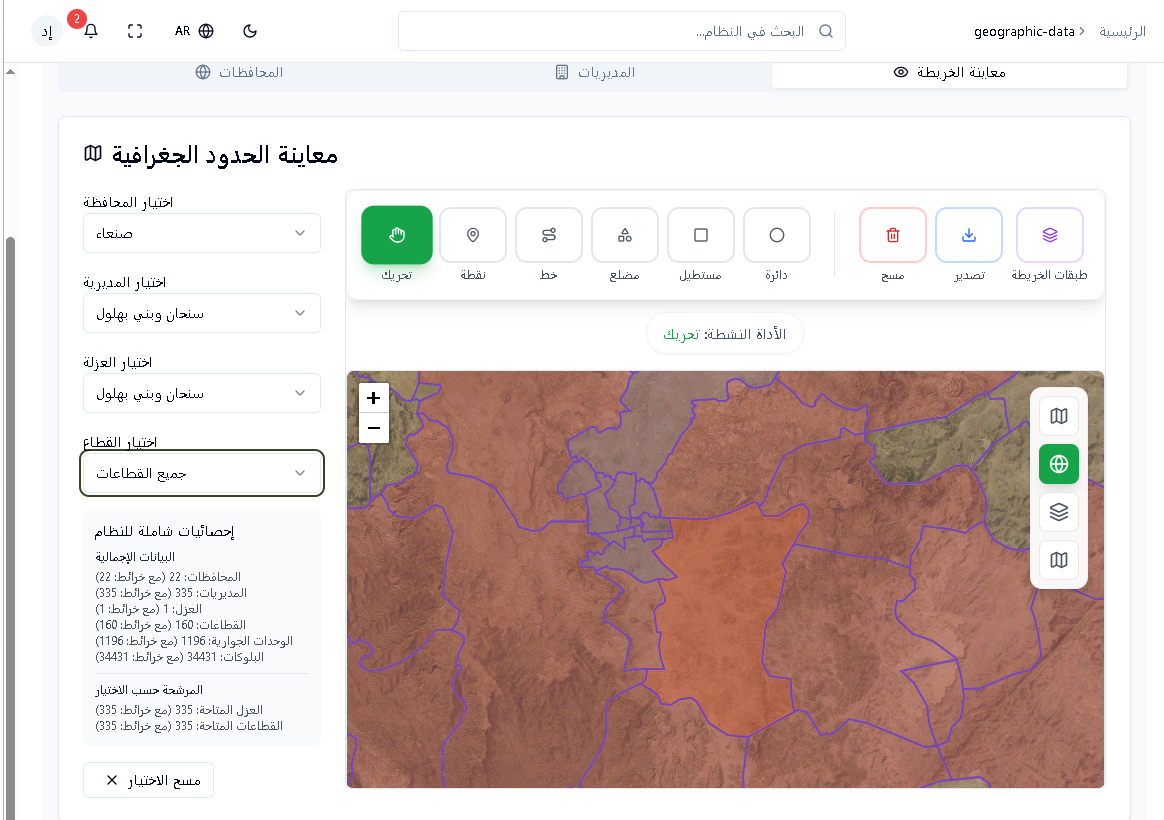 الرئيسية
geographic-data
البحث في النظام...
AR
2
إد
معاينة الخريطة
المديريات
المحافظات
معاينة الحدود الجغرافية
طبقات الخريطة
تصدير
مسح
دائرة
مستطيل
مضلع
خط
نقطة
تحريك
الأداة النشطة: تحريك
+
−
اختيار المحافظة
صنعاء
اختيار المديرية
سنحان وبني بهلول
اختيار العزلة
سنحان وبني بهلول
اختيار القطاع
جميع القطاعات
إحصائيات شاملة للنظام
البيانات الإجمالية
المحافظات: 22 (مع خرائط: 22)
المديريات: 335 (مع خرائط: 335)
العزل: 1 (مع خرائط: 1)
القطاعات: 160 (مع خرائط: 160)
الوحدات الجوارية: 1196 (مع خرائط: 1196)
البلوكات: 34431 (مع خرائط: 34431)
المرشحة حسب الاختيار
العزل المتاحة: 335 (مع خرائط: 335)
القطاعات المتاحة: 335 (مع خرائط: 335)
مسح الاختيار